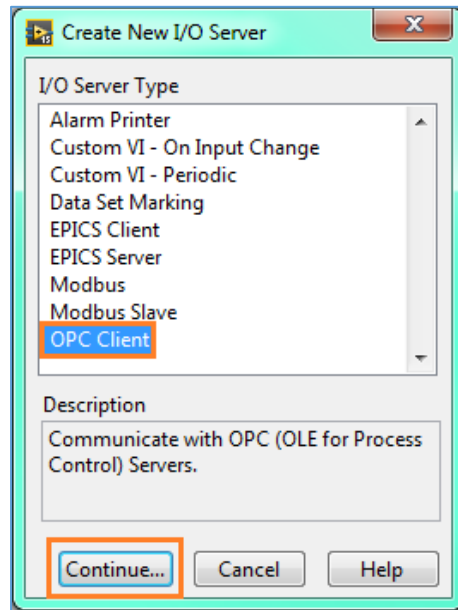 Create New I/O Server
I/O Server Type
Alarm Printer
Custom VI - On Input Change
Custom VI - Periodic
Data Set Marking
EPICS Client
EPICS Server
Modbus
Modbus Slave
OPC Client
Description
Communicate with OPC (OLE for Process
Control) Servers.
Continue... Cancel Help